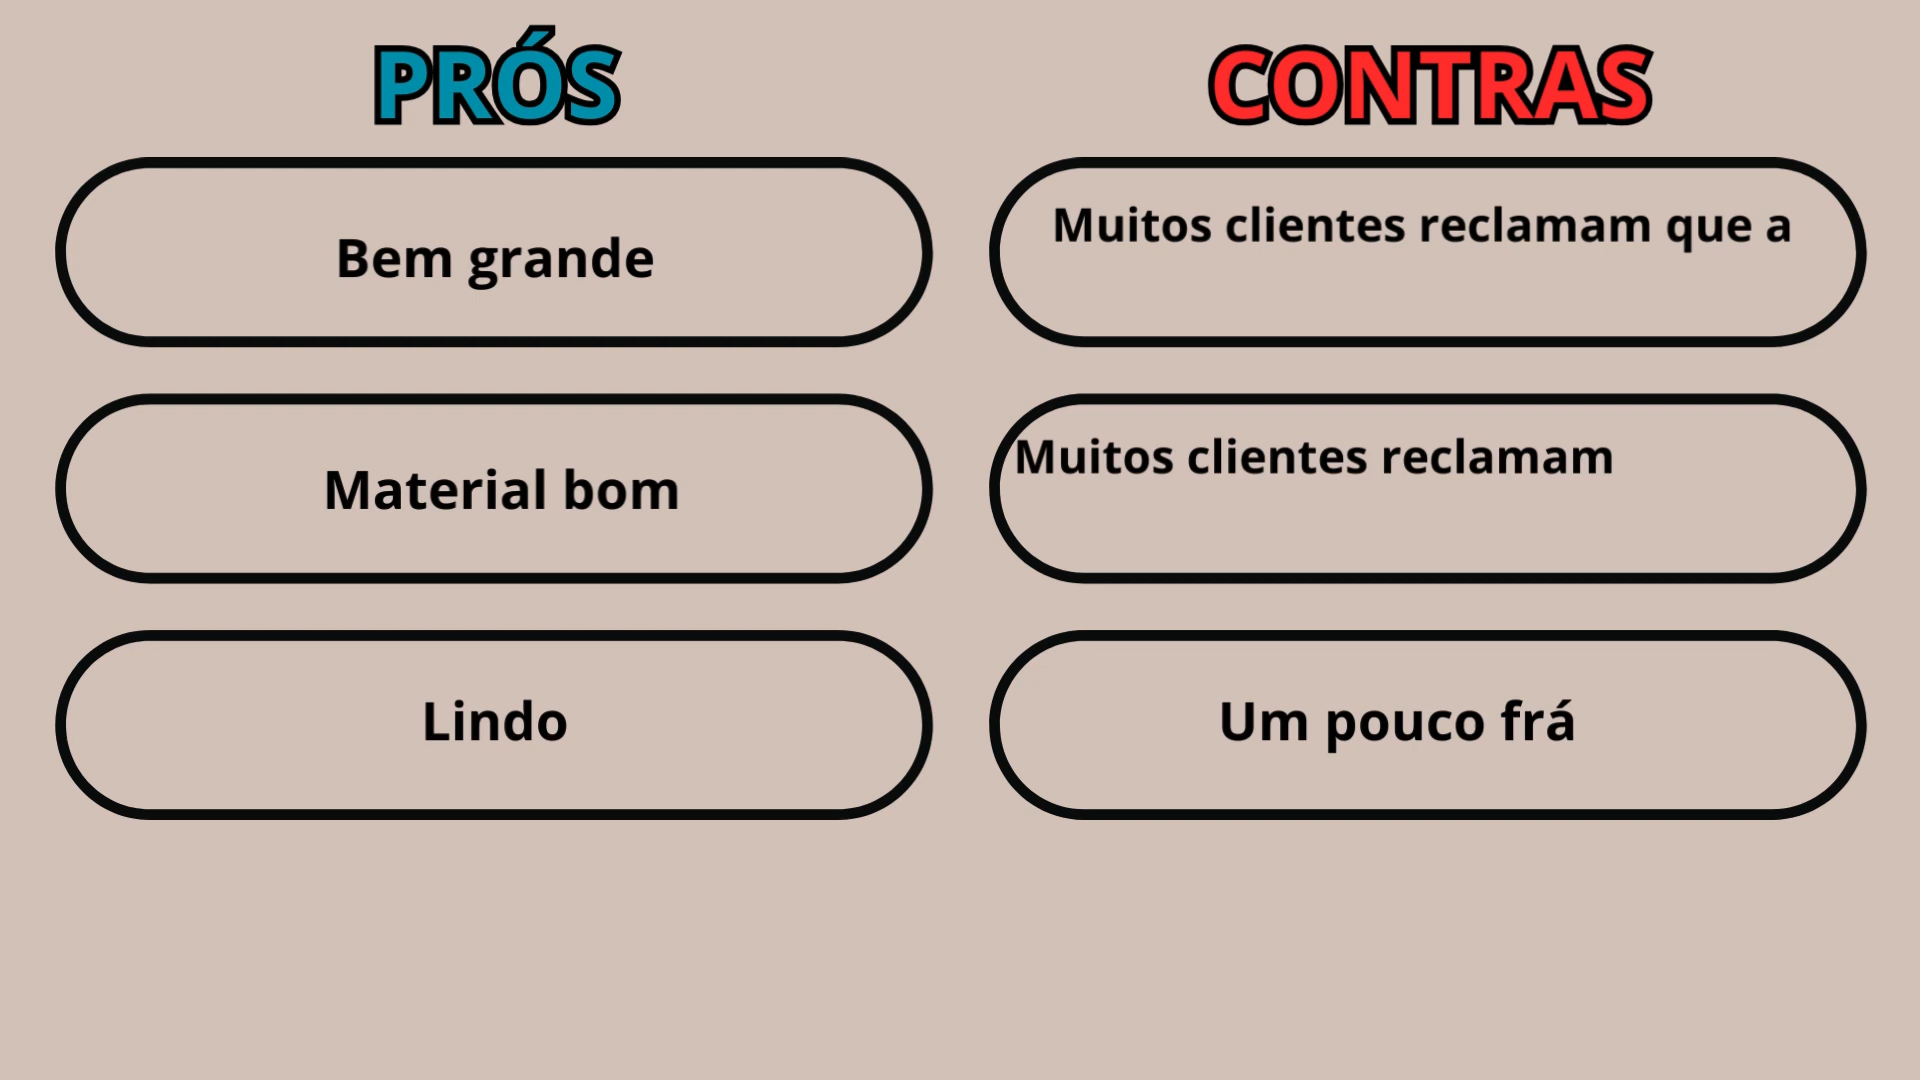 PRÓS
CONTRAS
Bem grande
Muitos clientes reclamam que a
Material bom
Muitos clientes reclamam
Lindo
Um pouco frá